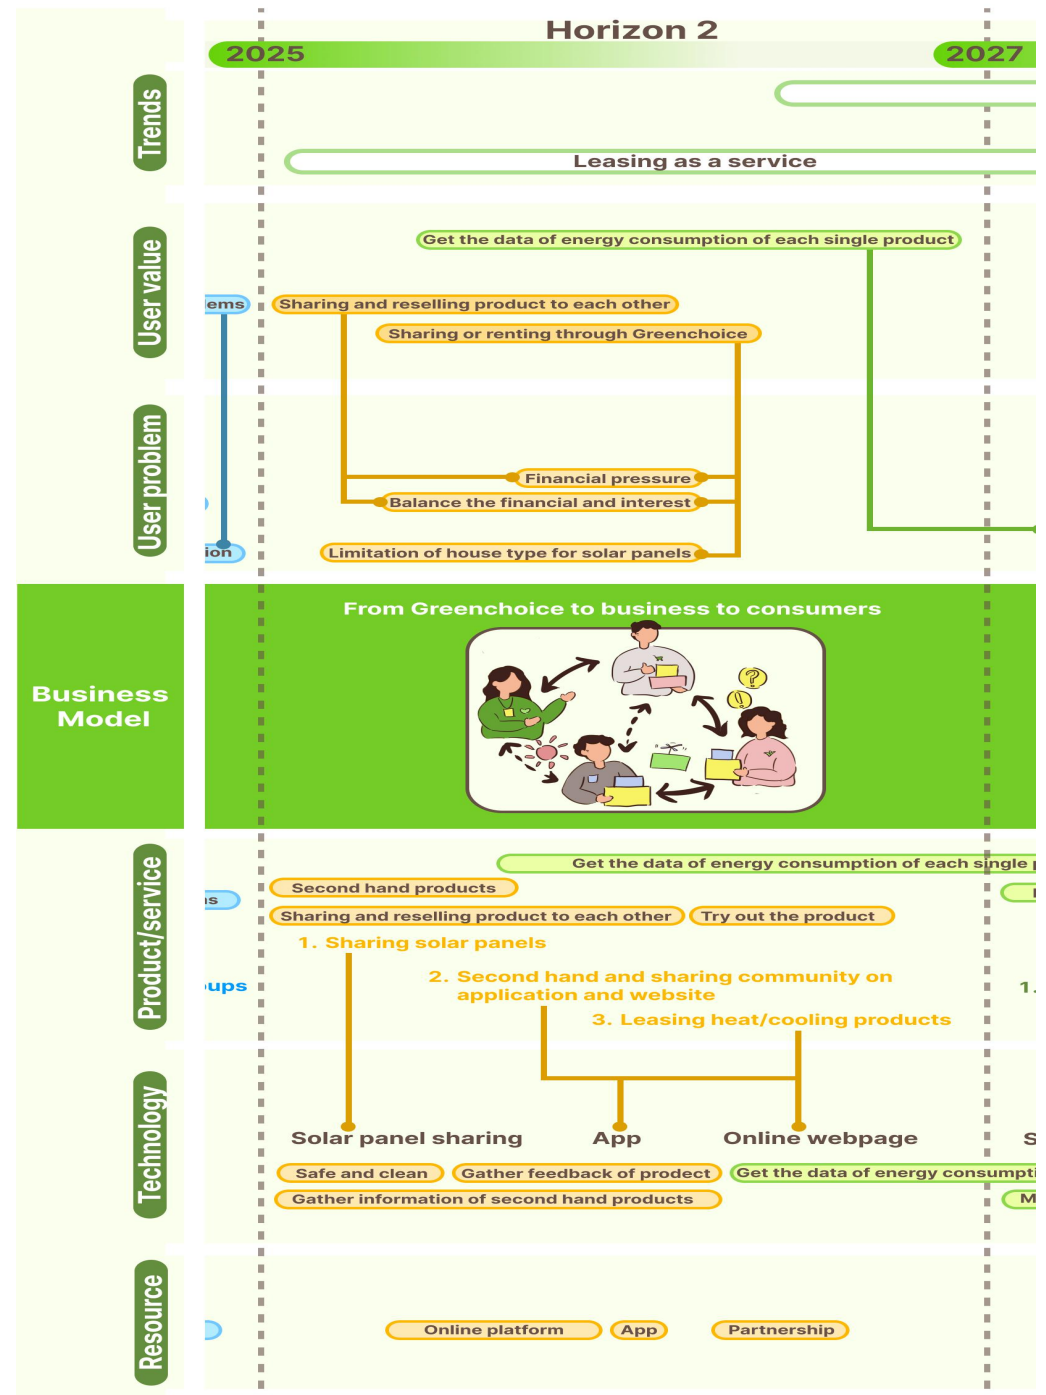 Horizon 2
2025
2027
Trends
Leasing as a service
User value
Get the data of energy consumption of each single product
ems
Sharing and reselling product to each other
Sharing or renting through Greenchoice
User problem
Financial pressure
Balance the financial and interest
ion
Limitation of house type for solar panels
Business
Model
From Greenchoice to business to consumers
Product/service
Get the data of energy consumption of each single
Second hand products
Sharing and reselling product to each other
Try out the product
1. Sharing solar panels
2. Second hand and sharing community on
application and website
ups
1.
3. Leasing heat/cooling products
Technology
Solar panel sharing
App
Online webpage
S
Safe and clean
Gather feedback of prodect
Get the data of energy consumpti
Gather information of second hand products
M
Resource
Online platform
App
Partnership